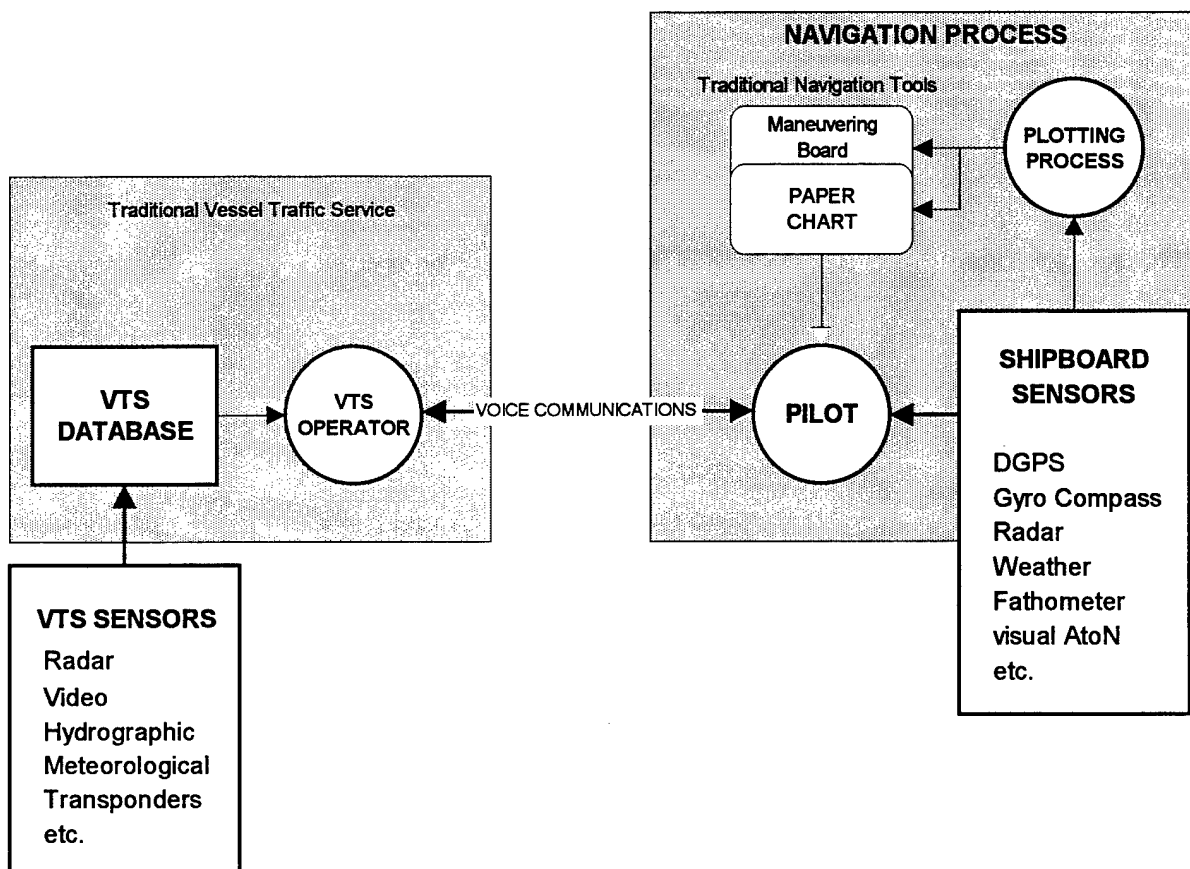 NAVIGATION PROCESS
Traditional Navigation Tools
Maneuvering
Board
PAPER
CHART
PLOTTING
PROCESS
Traditional Vessel Traffic Service
VTS
DATABASE
VTS
OPERATOR
VOICE COMMUNICATIONS
PILOT
SHIPBOARD
SENSORS
DGPS
Gyro Compass
Radar
Weather
Fathometer
visual AtoN
etc.
VTS SENSORS
Radar
Video
Hydrographic
Meteorological
Transponders
etc.